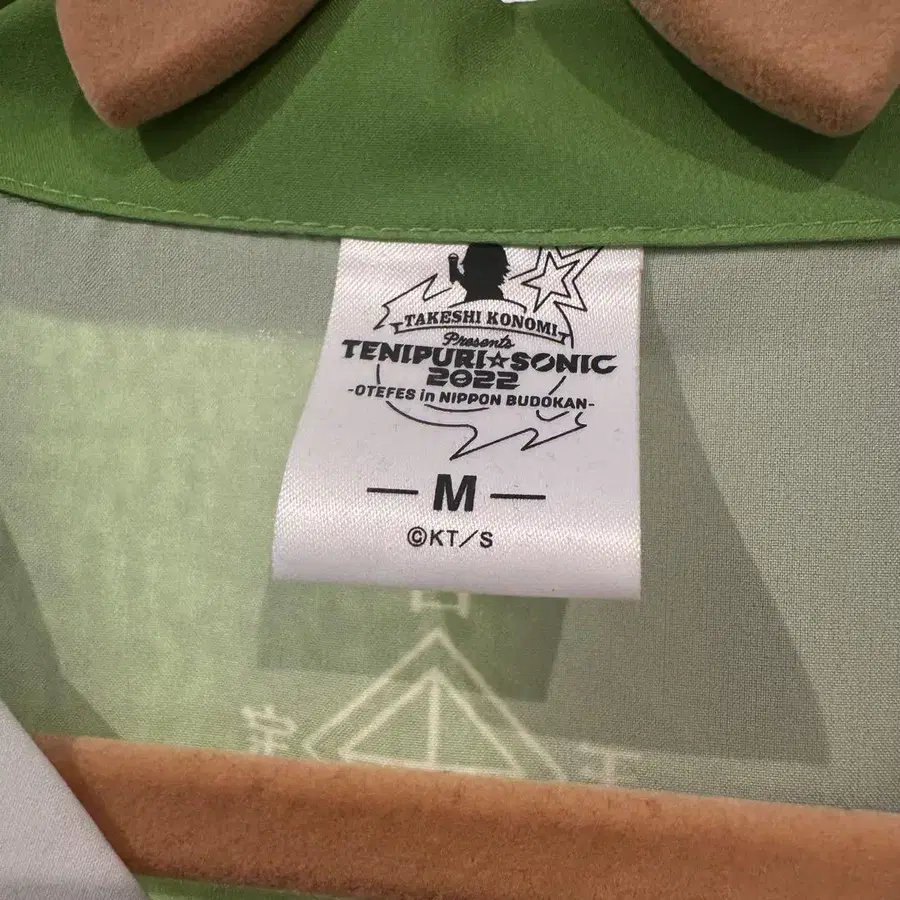 TAKESHI KONOMI
Presents
TENIPURI☆SONIC
2022
-OTEFES in NIPPON BUDOKAN-
— M —
©KT/S